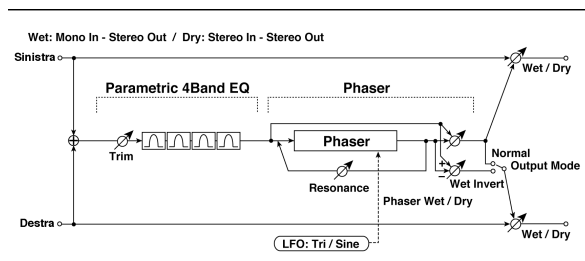 Wet: Mono In - Stereo Out / Dry: Stereo In - Stereo Out
Sinistra
Wet / Dry
Parametric 4Band EQ
Phaser
Trim
Phaser
Normal
Output Mode
+
−
Wet Invert
Resonance
Phaser Wet / Dry
Destra
Wet / Dry
LFO: Tri / Sine